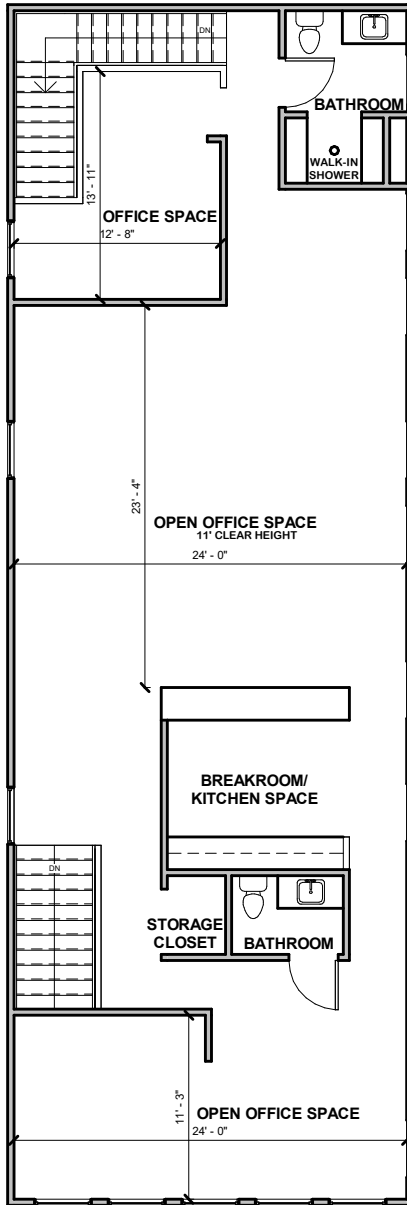 DN
BATHROOM
WALK-IN
SHOWER
13' - 11"
OFFICE SPACE
12' - 8"
23' - 4"
OPEN OFFICE SPACE
11' CLEAR HEIGHT
24' - 0"
BREAKROOM/
KITCHEN SPACE
DN
STORAGE
CLOSET
BATHROOM
11' - 3"
OPEN OFFICE SPACE
24' - 0"